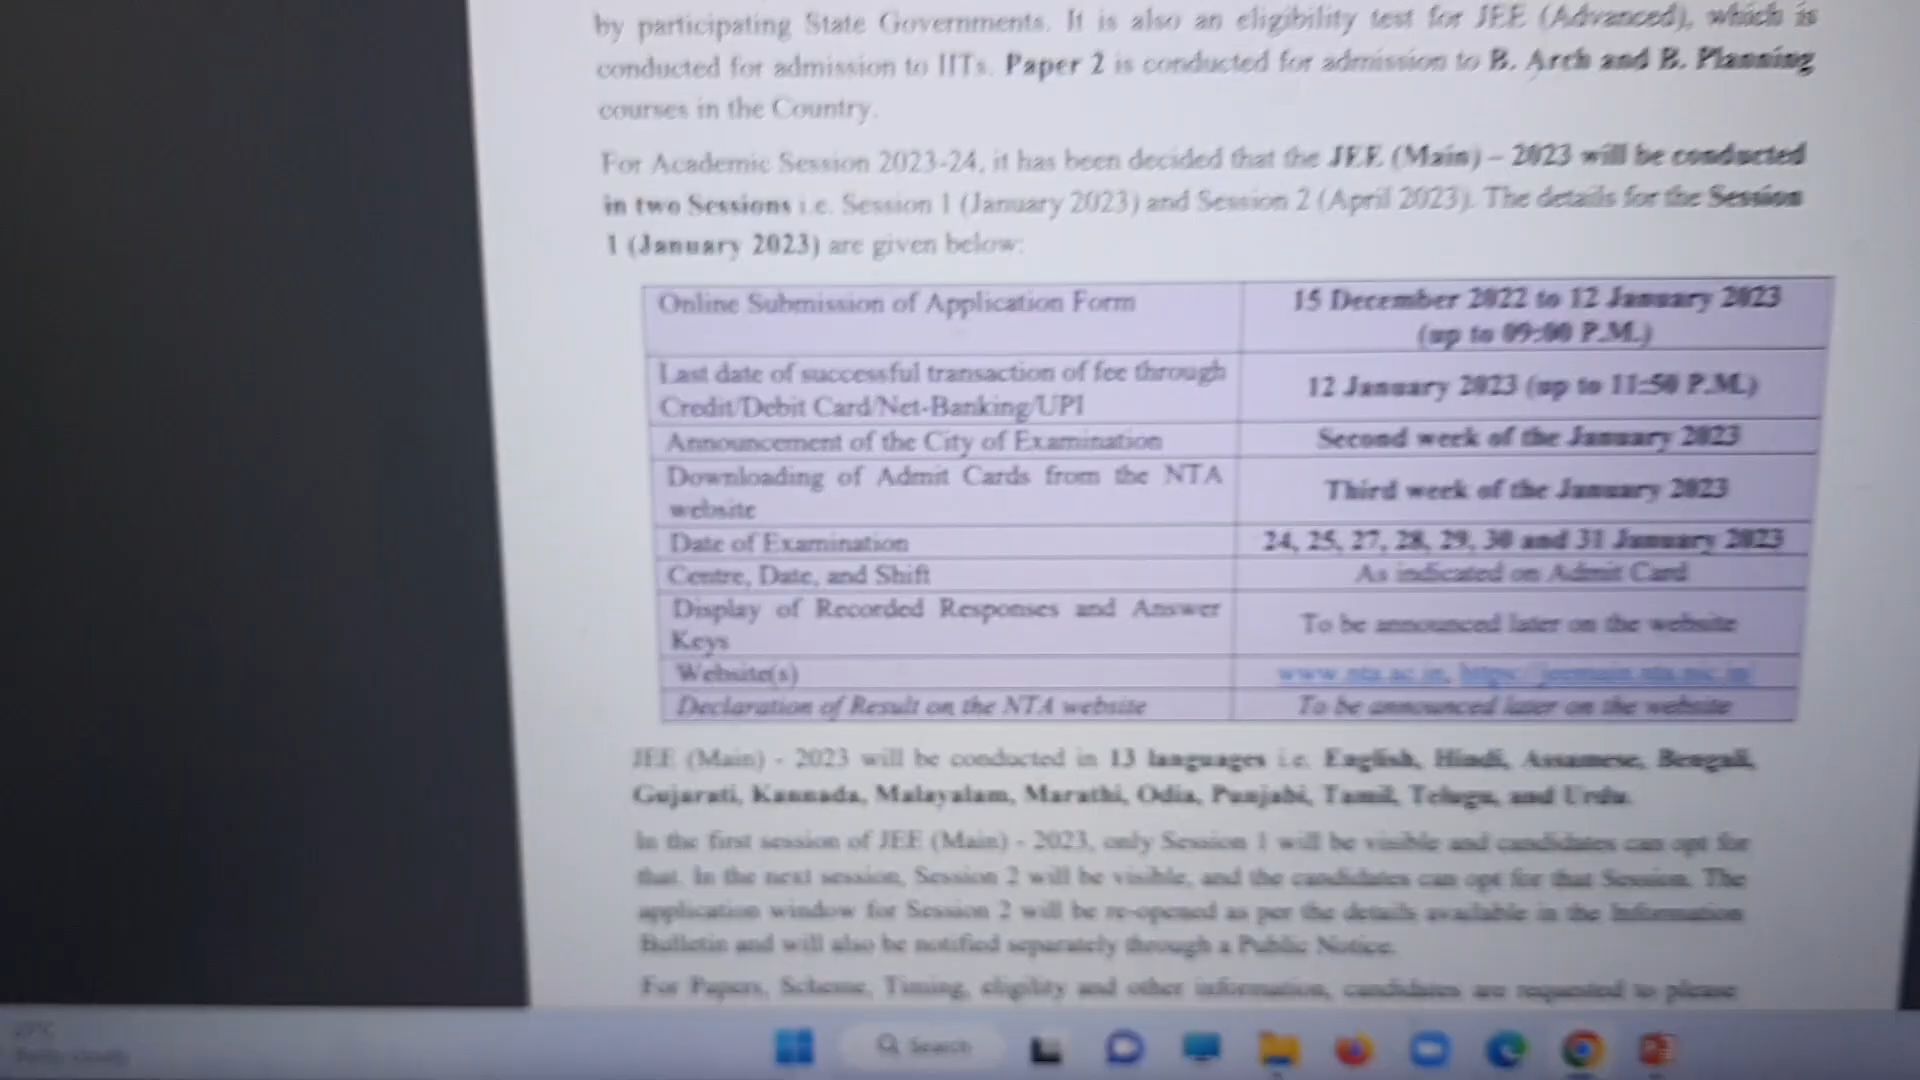 by participating State Governments. It is also an eligibility test for JEE (Advanced), which is
conducted for admission to IITs. Paper 2 is conducted for admission to B. Arch and B. Planning
courses in the Country.
For Academic Session 2023-24, it has been decided that the JEE (Main) – 2023 will be conducted
in two Sessions i.e. Session 1 (January 2023) and Session 2 (April 2023). The details for the Session
1 (January 2023) are given below:
Online Submission of Application Form
15 December 2022 to 12 January 2023
(up to 09:00 P.M.)
Last date of successful transaction of fee through
Credit/Debit Card/Net-Banking/UPI
12 January 2023 (up to 11:50 P.M.)
Announcement of the City of Examination
Second week of the January 2023
Downloading of Admit Cards from the NTA
website
Third week of the January 2023
Date of Examination
24, 25, 27, 28, 29, 30 and 31 January 2023
Centre, Date, and Shift
As indicated on Admit Card
Display of Recorded Responses and Answer
Keys
To be announced later on the website
Website(s)
www.nta.ac.in, https://jeemain.nta.nic.in/
Declaration of Result on the NTA website
To be announced later on the website
JEE (Main) - 2023 will be conducted in 13 languages i.e. English, Hindi, Assamese, Bengali,
Gujarati, Kannada, Malayalam, Marathi, Odia, Punjabi, Tamil, Telugu, and Urdu.
In the first session of JEE (Main) - 2023, only Session 1 will be visible and candidates can opt for
that. In the next session, Session 2 will be visible, and the candidates can opt for that Session. The
application window for Session 2 will be re-opened as per the details available in the Information
Bulletin and will also be notified separately through a Public Notice.
For Papers, Scheme, Timing, eligility and other information, candidates are requested to please
Search